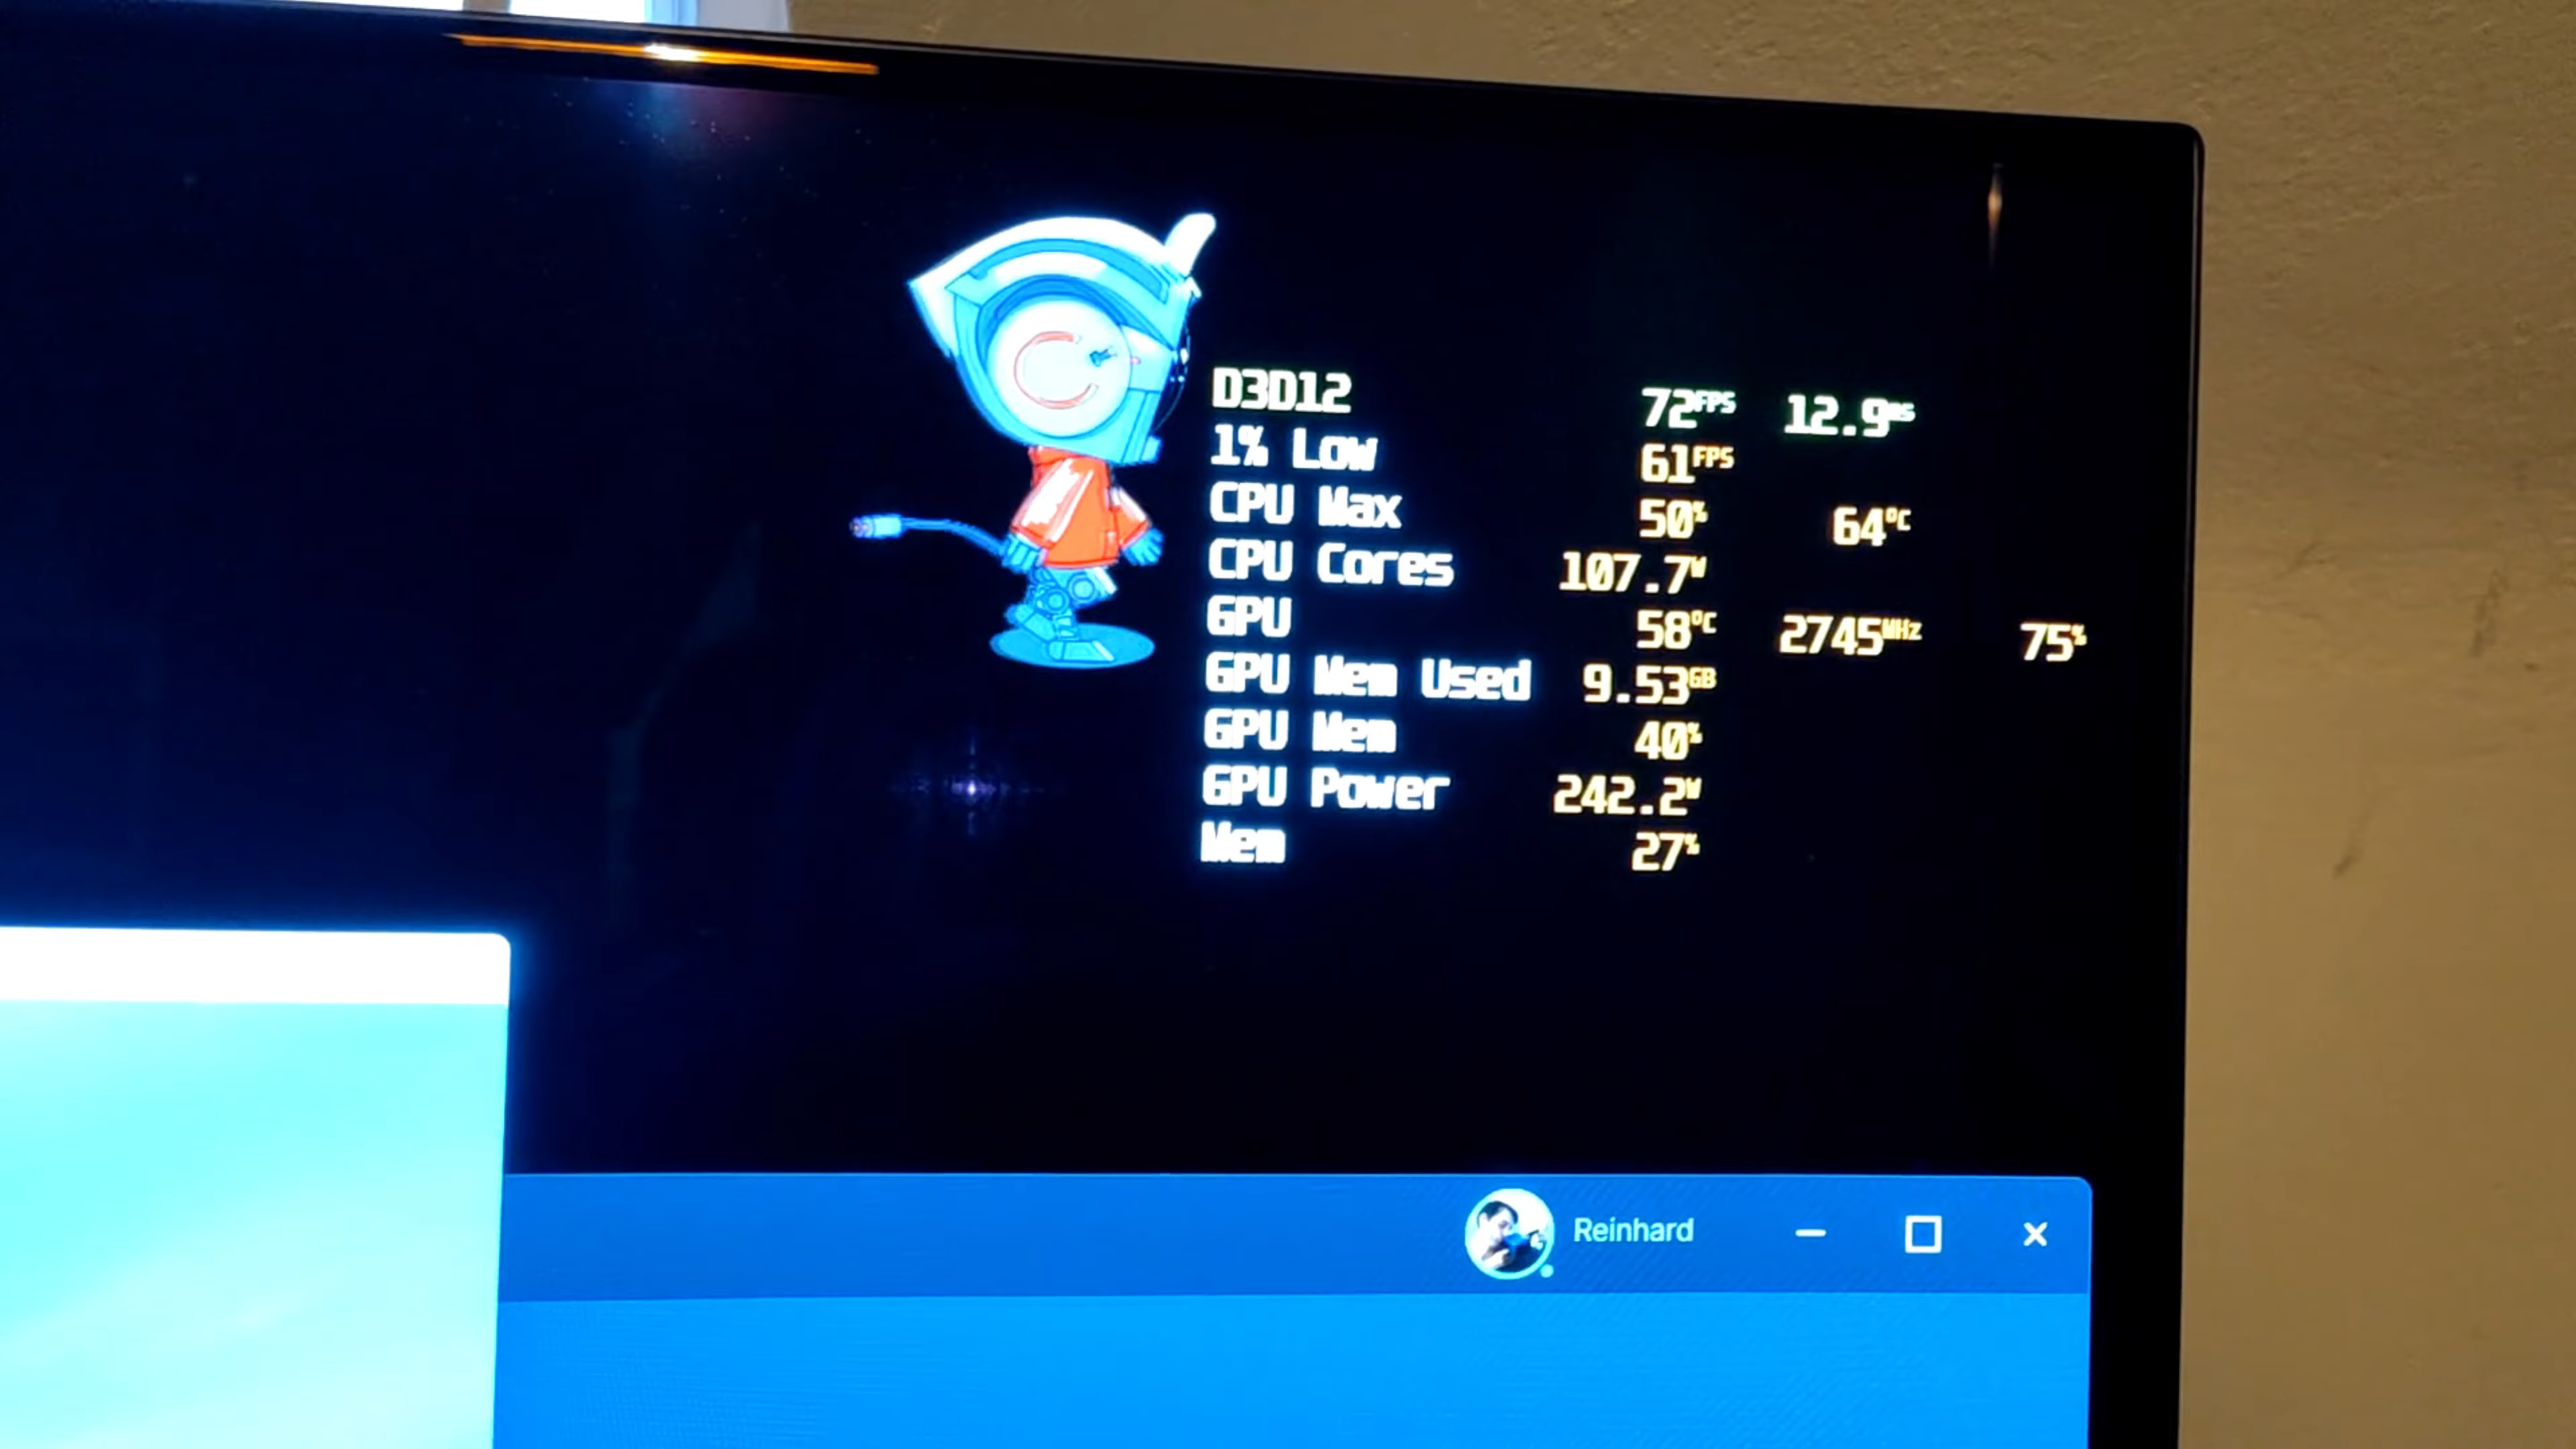 D3D12 72FPS 12.9ms
1% Low 61FPS
CPU Max 50% 64°C
CPU Cores 107.7W
GPU 58°C 2745MHz 75%
GPU Mem Used 9.53GB
GPU Mem 40%
GPU Power 242.2W
Mem 27%
Reinhard